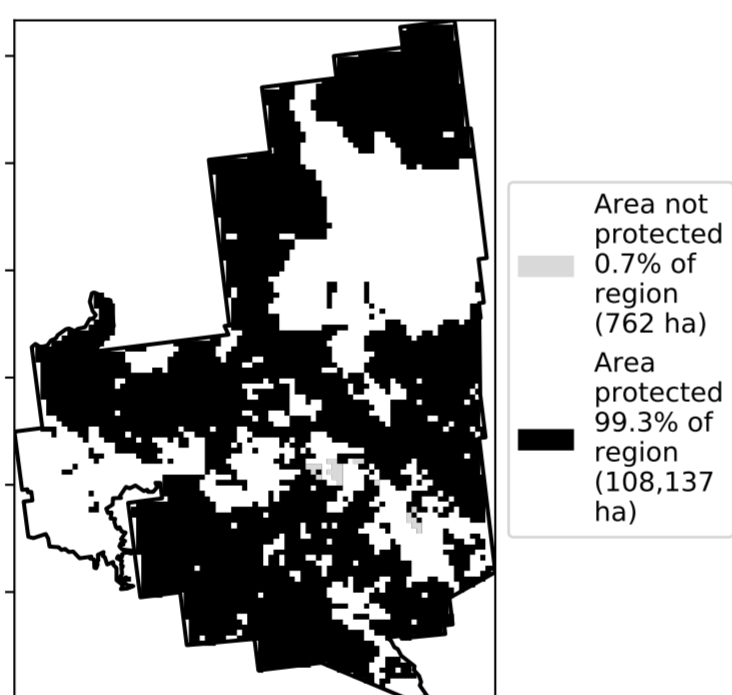 Area not
protected
0.7% of
region
(762 ha)
Area
protected
99.3% of
region
(108,137
ha)